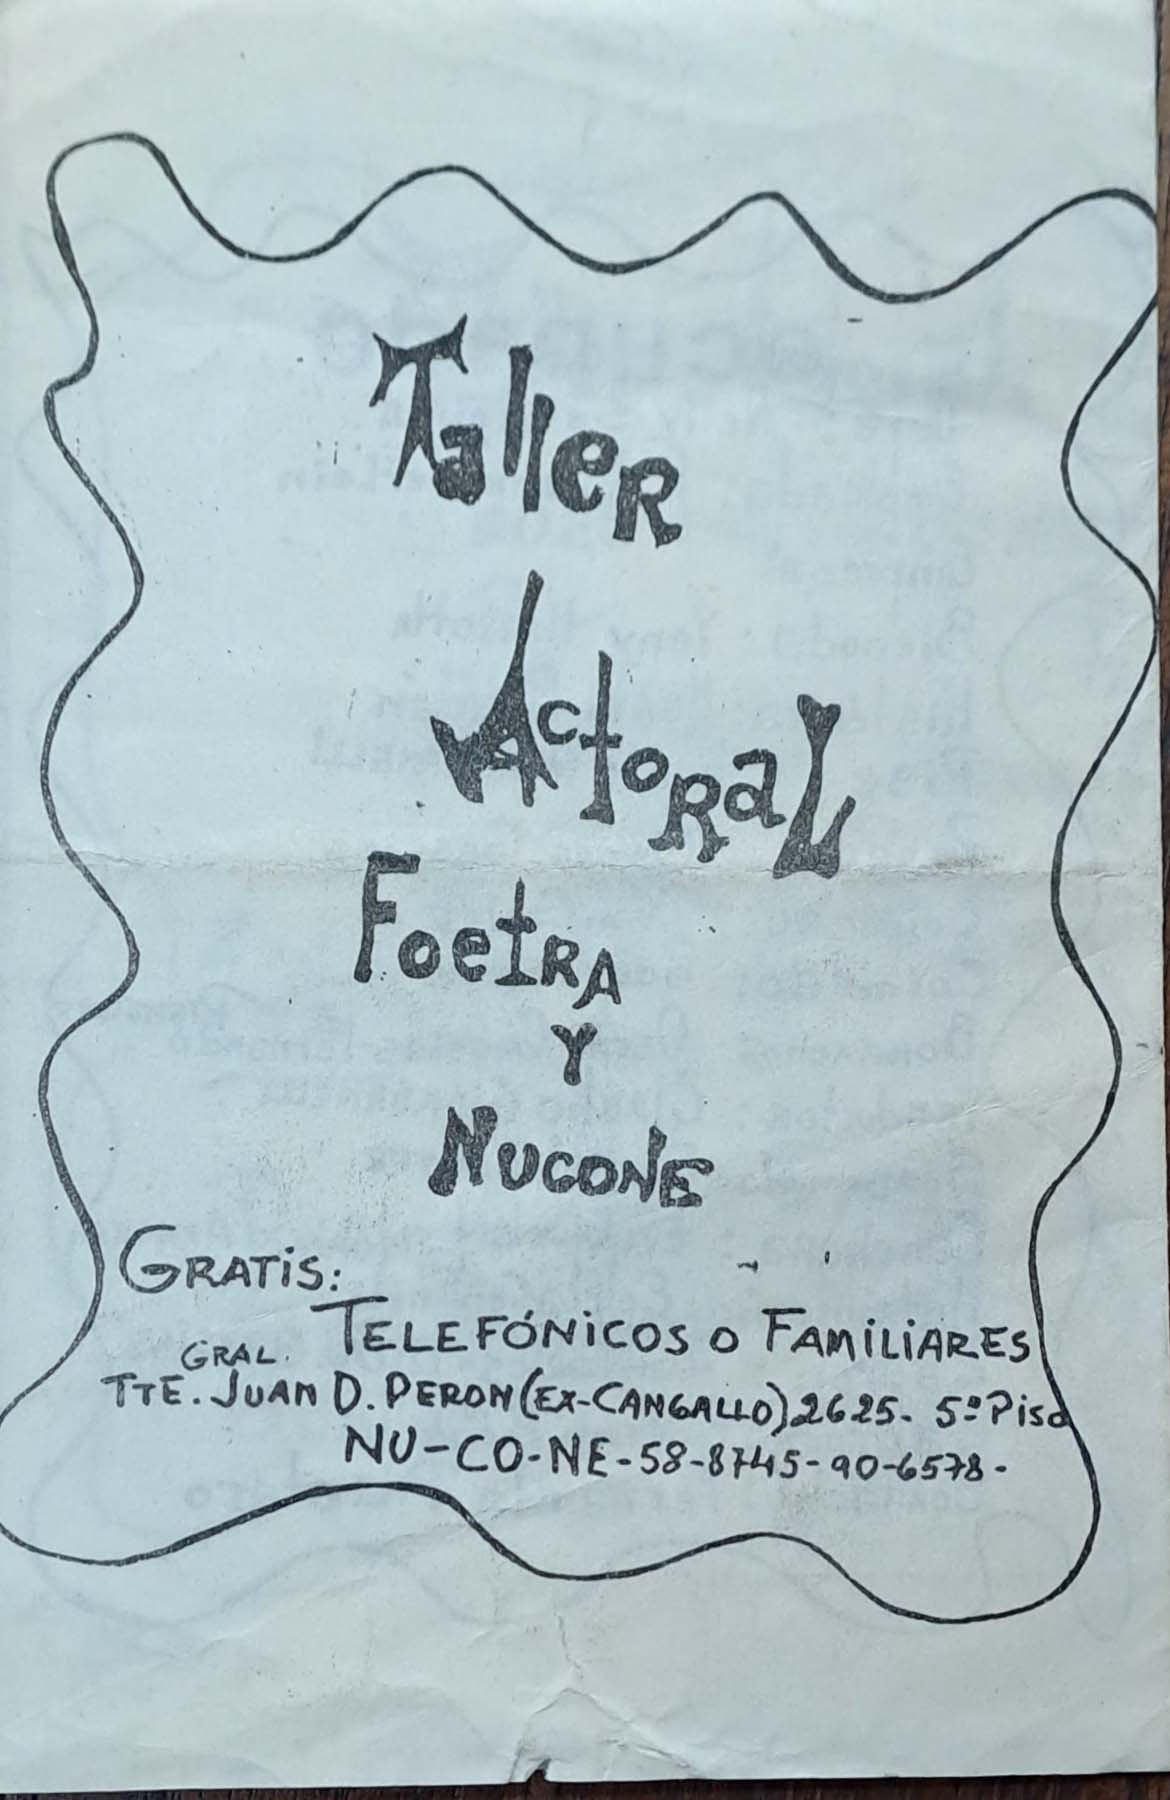 Taller
Actoral
Foetra
Y
Nucone
GRATIS:
TELEFÓNICOS O FAMILIARES
GRAL.
TTE. JUAN D. PERON (EX-CANGALLO) 2625. 5º Piso
NU-CO-NE-58-8745-90-6578-